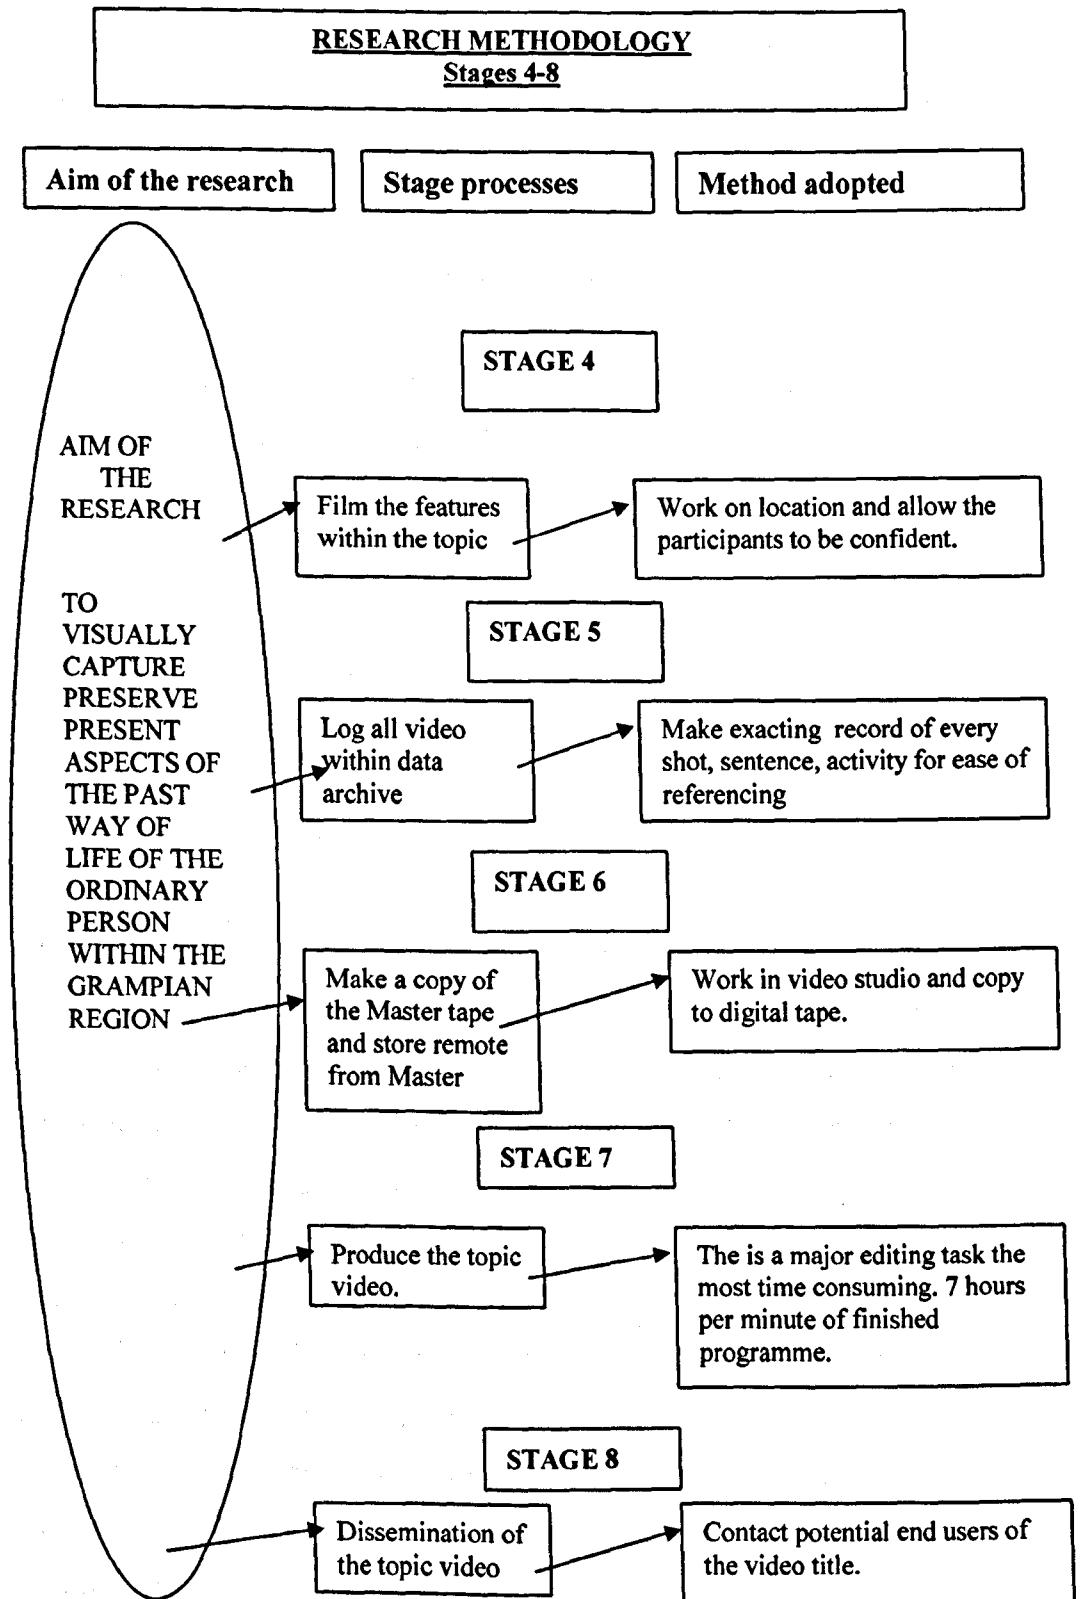 RESEARCH METHODOLOGY
Stages 4-8
Aim of the research
Stage processes
Method adopted
AIM OF
THE
RESEARCH
TO
VISUALLY
CAPTURE
PRESERVE
PRESENT
ASPECTS OF
THE PAST
WAY OF
LIFE OF THE
ORDINARY
PERSON
WITHIN THE
GRAMPIAN
REGION
STAGE 4
Film the features
within the topic
Work on location and allow the
participants to be confident.
STAGE 5
Log all video
within data
archive
Make exacting record of every
shot, sentence, activity for ease of
referencing
STAGE 6
Make a copy of
the Master tape
and store remote
from Master
Work in video studio and copy
to digital tape.
STAGE 7
Produce the topic
video.
The is a major editing task the
most time consuming. 7 hours
per minute of finished
programme.
STAGE 8
Dissemination of
the topic video
Contact potential end users of
the video title.